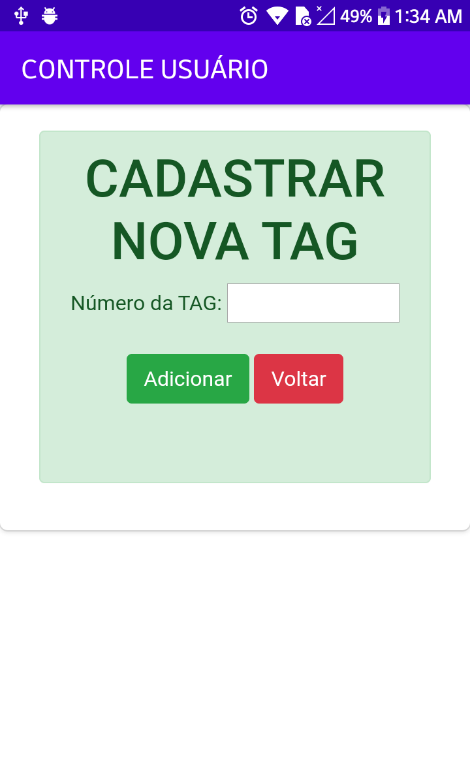 49% 1:34 AM
CONTROLE USUÁRIO
CADASTRAR
NOVA TAG
Número da TAG:
Adicionar Voltar